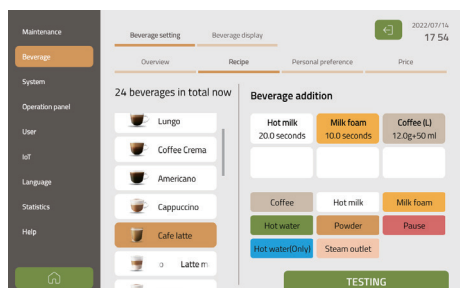 Maintenance
Beverage
System
Operation panel
User
IoT
Language
Statistics
Help
Beverage setting
Beverage display
2022/07/14
17 54
Overview
Recipe
Personal preference
Price
24 beverages in total now
Lungo
Coffee Crema
Americano
Cappuccino
Cafe latte
o Latte m
Beverage addition
Hot milk
20.0 seconds
Milk foam
10.0 seconds
Coffee (L)
12.0g+50 ml
Coffee
Hot milk
Milk foam
Hot water
Powder
Pause
Hot water(Only)
Steam outlet
TESTING